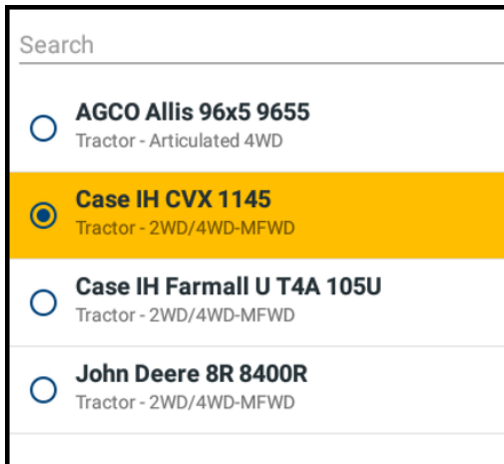 Search
AGCO Allis 96x5 9655
Tractor - Articulated 4WD
Case IH CVX 1145
Tractor - 2WD/4WD-MFWD
Case IH Farmall U T4A 105U
Tractor - 2WD/4WD-MFWD
John Deere 8R 8400R
Tractor - 2WD/4WD-MFWD